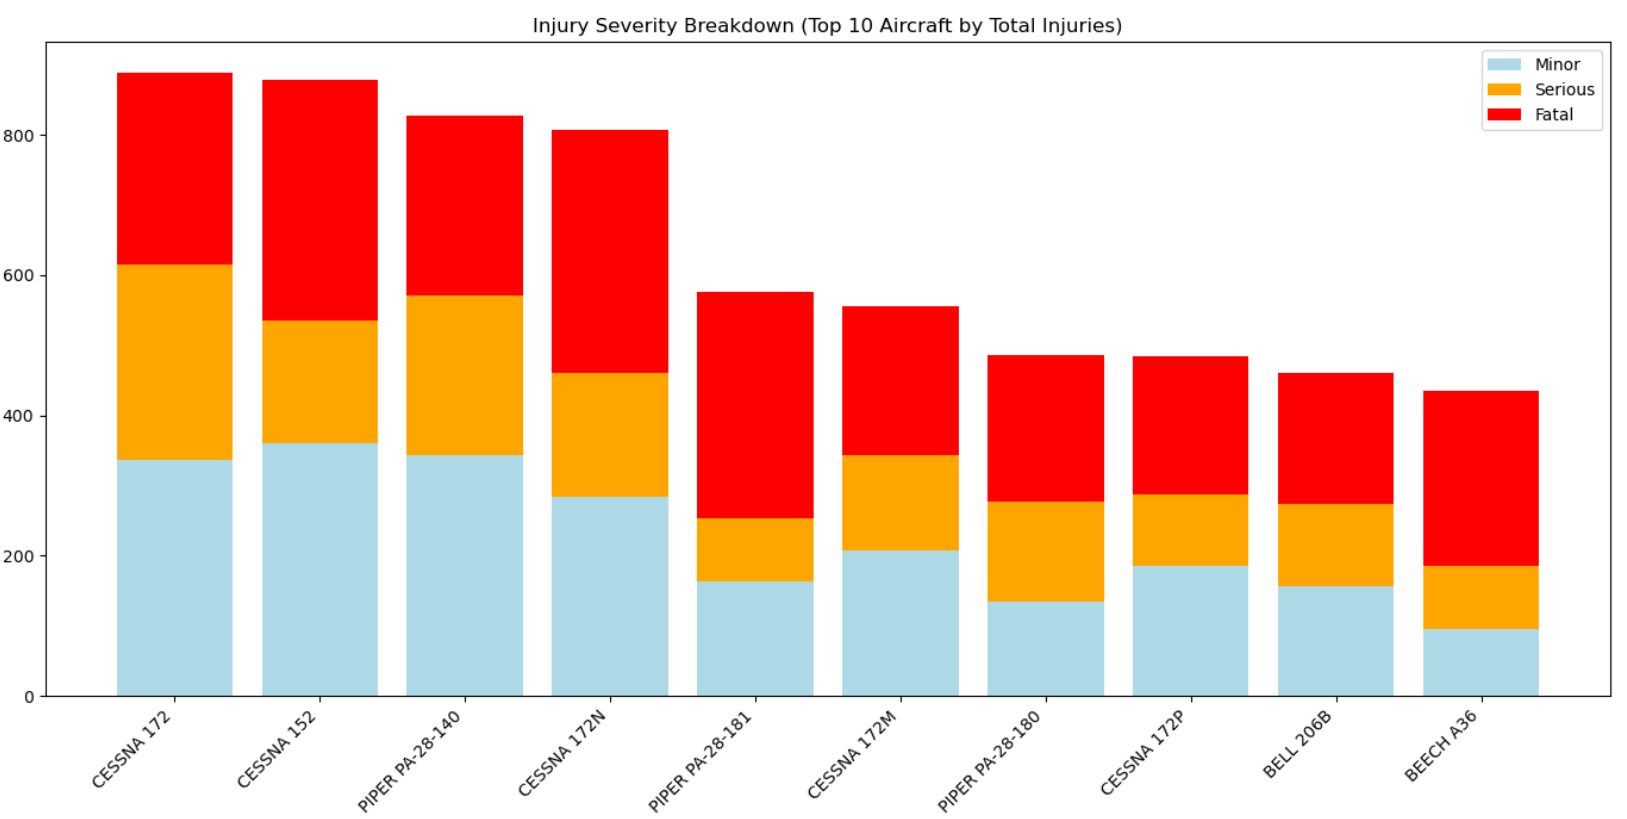 Injury Severity Breakdown (Top 10 Aircraft by Total Injuries)
Minor
Serious
Fatal
800
600
400
200
0
CESSNA 172
CESSNA 152
PIPER PA-28-140
CESSNA 172N
PIPER PA-28-181
CESSNA 172M
PIPER PA-28-180
CESSNA 172P
BELL 206B
BEECH A36